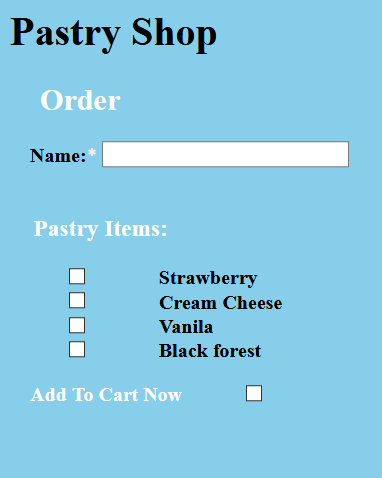 Pastry Shop
Order
Name:*
Pastry Items:
Strawberry
Cream Cheese
Vanila
Black forest
Add To Cart Now